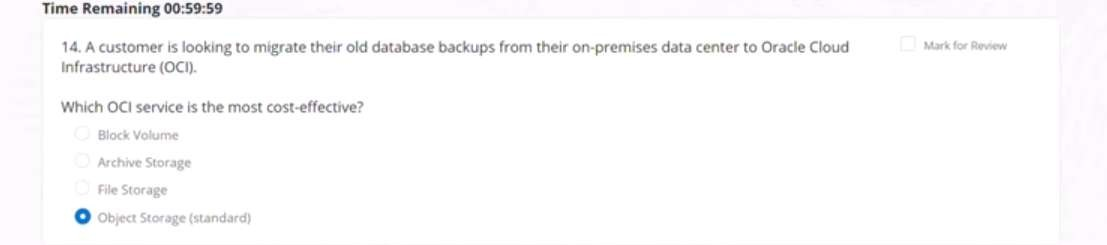 Time Remaining 00:59:59
14. A customer is looking to migrate their old database backups from their on-premises data center to Oracle Cloud
Infrastructure (OCI).
Mark for Review
Which OCI service is the most cost-effective?
Block Volume
Archive Storage
File Storage
Object Storage (standard)